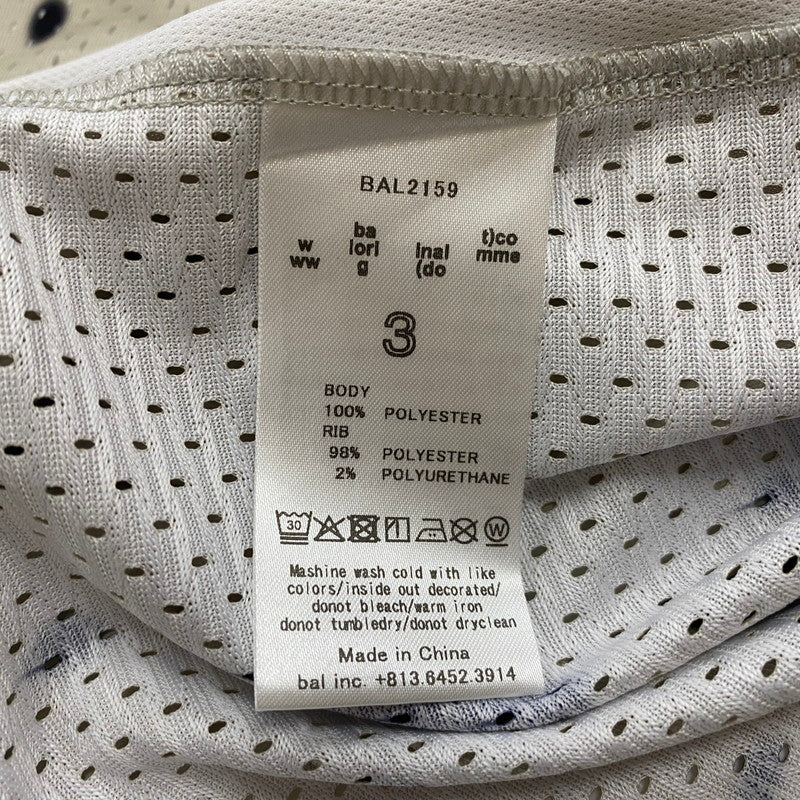 BAL2159
w
ww
ba
lori
g
inal
(do
t)co
mme
3
BODY
100% POLYESTER
RIB
98% POLYESTER
2% POLYURETHANE
30
W
Mashine wash cold with like
colors/inside out decorated/
donot bleach/warm iron
donot tumbledry/donot dryclean
Made in China
bal inc. +813.6452.3914